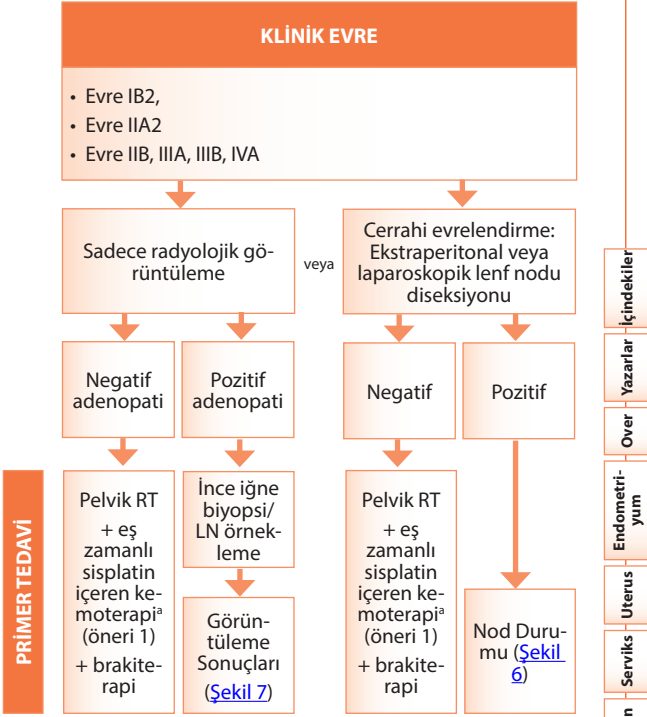 KLİNİK EVRE
• Evre IB2,
• Evre IIA2
• Evre IIB, IIIA, IIIB, IVA
Sadece radyolojik gö-
rüntüleme
veya
Cerrahi evrelendirme:
Ekstraperitonal veya
laparoskopik lenf nodu
diseksiyonu
Negatif
adenopati
Pozitif
adenopati
Negatif
Pozitif
PRİMER TEDAVİ
Pelvik RT
+ eş
zamanlı
sisplatin
içeren ke-
moterapiᵃ
(öneri 1)
+ brakite-
rapi
İnce iğne
biyopsi/
LN örnek-
leme
Görün-
tüleme
Sonuçları
(Şekil 7)
Pelvik RT
+ eş
zamanlı
sisplatin
içeren ke-
moterapiᵃ
(öneri 1)
+ brakite-
rapi
Nod Duru-
mu (Şekil
6)
İçindekiler
Yazarlar
Over
Endometri-
yum
Uterus
Serviks